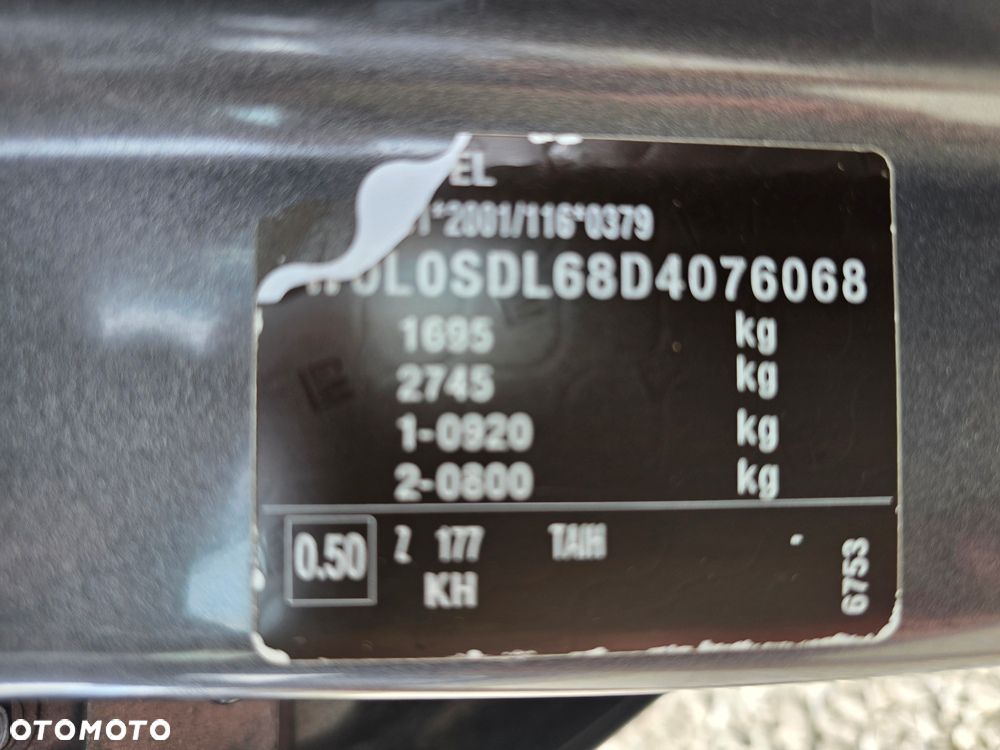 EL
1*2001/116*0379
0L0SDL68D4076068
1695 kg
2745 kg
1-0920 kg
2-0800 kg
0.50 Z 177 TAIH
KH
6753
OTOMOTO